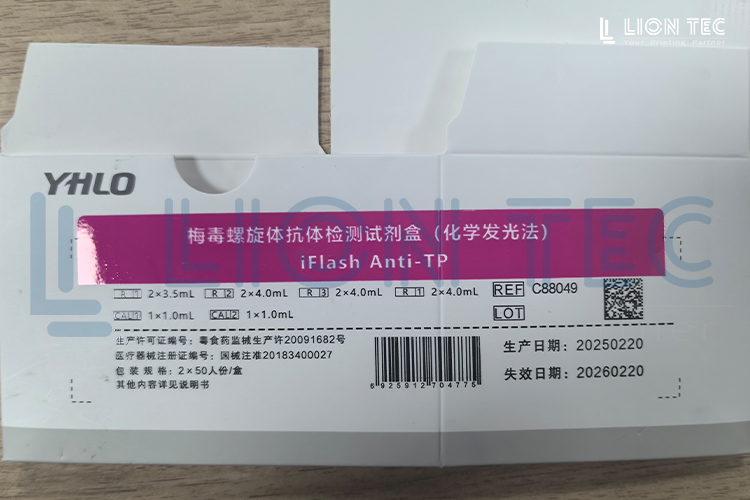 LION TEC
Your Printing Partner
YHLO
LION TEC
梅毒螺旋体抗体检测试剂盒（化学发光法）
iFlash Anti-TP
R1 2×3.5mL R2 2×4.0mL R3 2×4.0mL R1 2×4.0mL REF C88049
CAL1 1×1.0mL CAL2 1×1.0mL LOT
生产许可证编号：粤食药监械生产许20091682号
医疗器械注册证编号：国械注准20183400027
包装规格：2×50人份/盒
其他内容详见说明书
6925912704775
生产日期：20250220
失效日期：20260220